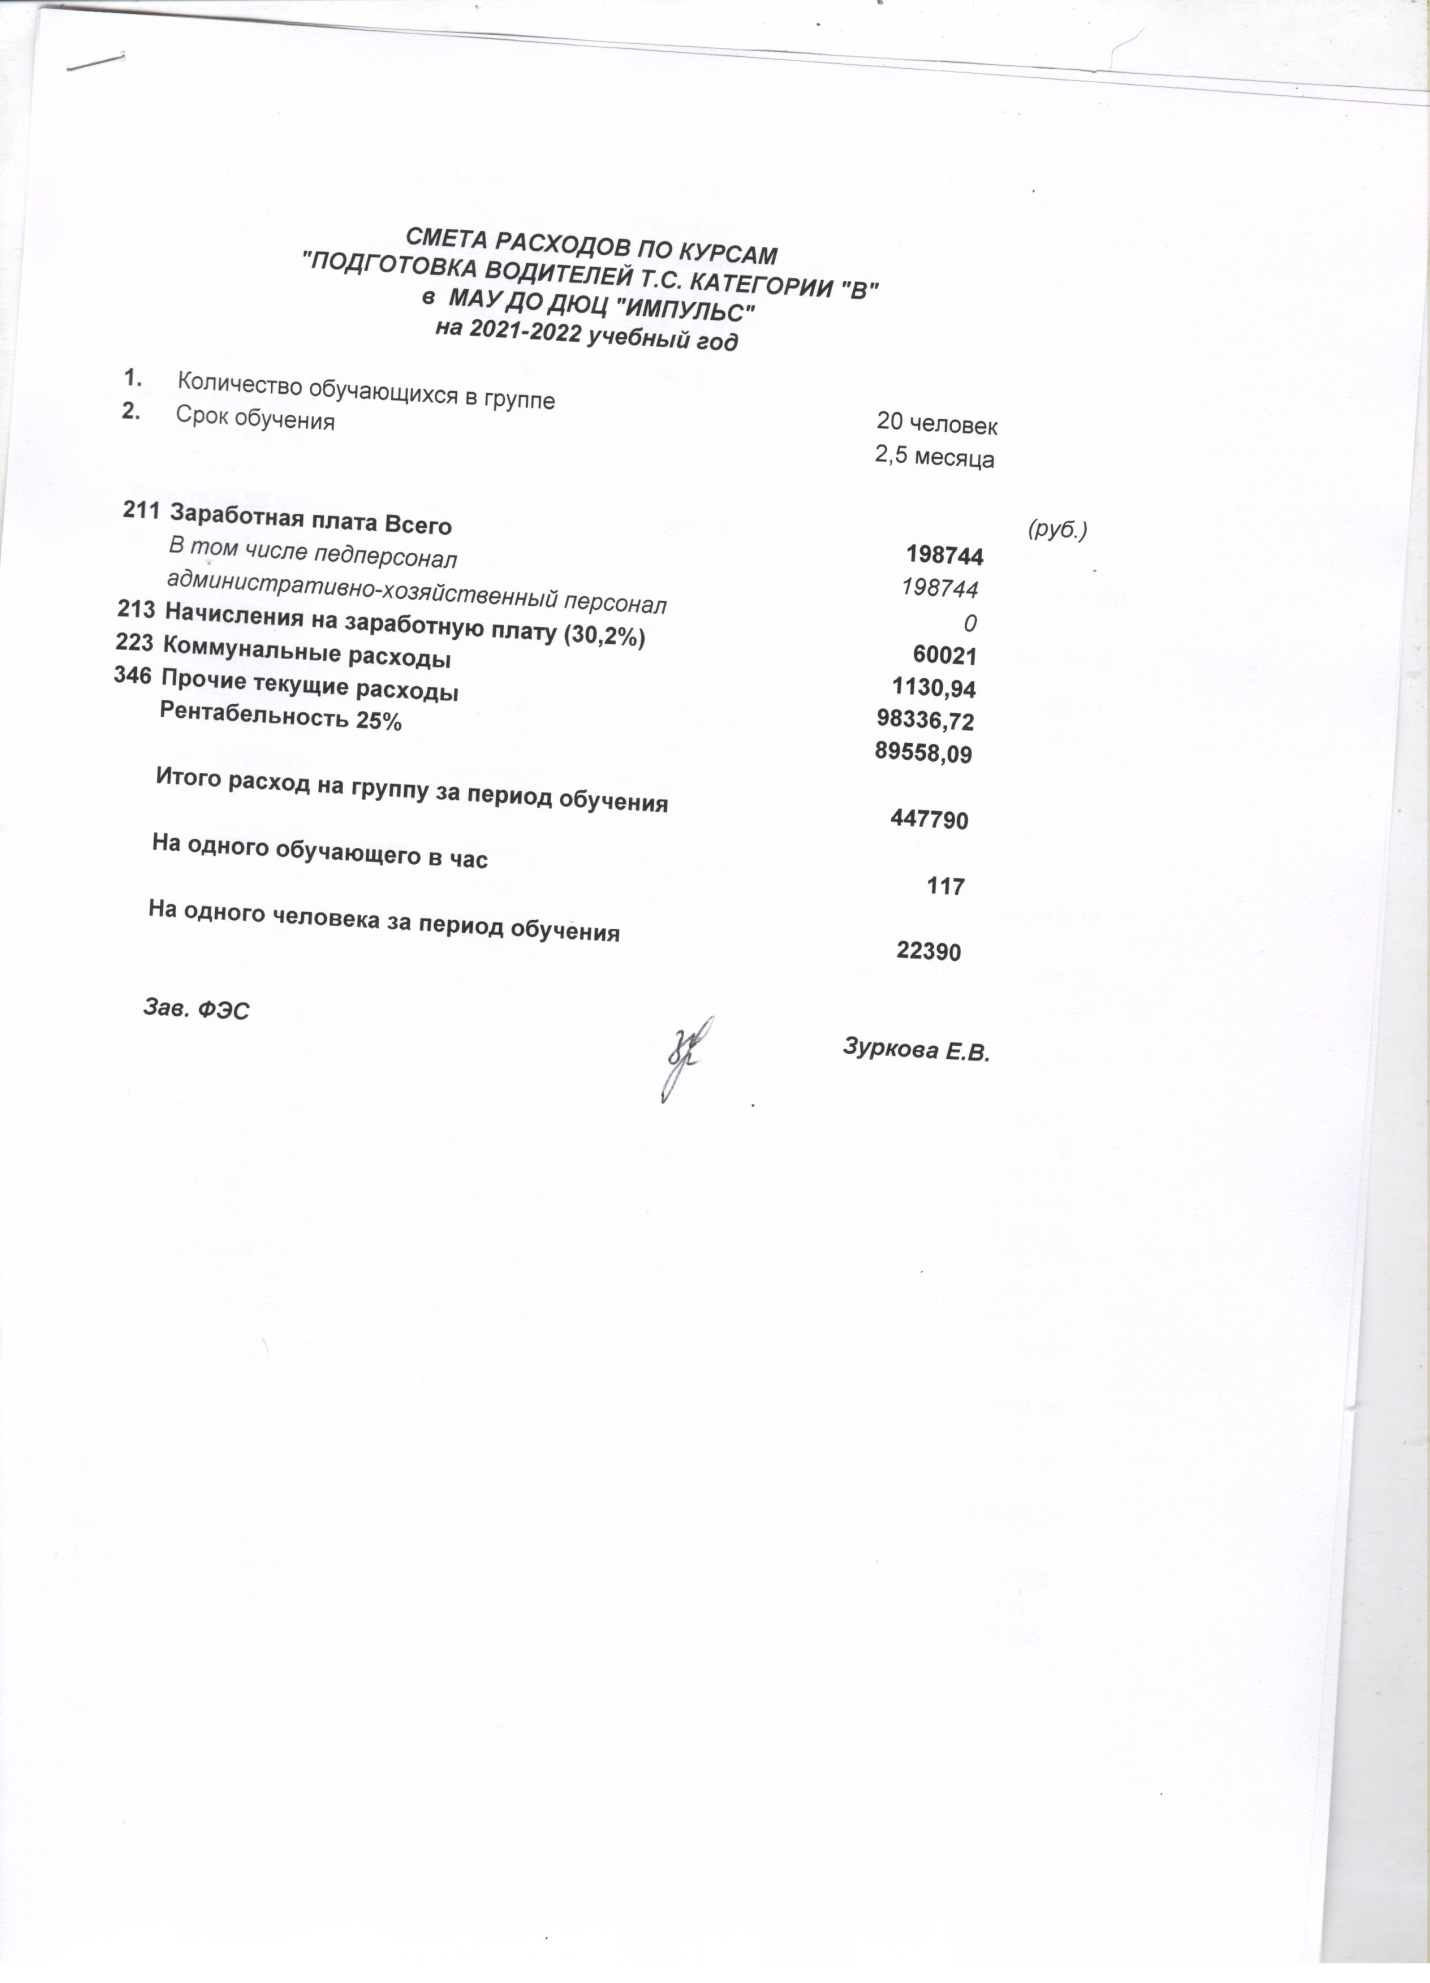 СМЕТА РАСХОДОВ ПО КУРСАМ
"ПОДГОТОВКА ВОДИТЕЛЕЙ Т.С. КАТЕГОРИИ "В"
в МАУ ДО ДЮЦ "ИМПУЛЬС"
на 2021-2022 учебный год
1. Количество обучающихся в группе 20 человек
2. Срок обучения 2,5 месяца
(руб.)
211 Заработная плата Всего 198744
В том числе педперсонал 198744
административно-хозяйственный персонал 0
213 Начисления на заработную плату (30,2%) 60021
223 Коммунальные расходы 1130,94
346 Прочие текущие расходы 98336,72
Рентабельность 25% 89558,09
Итого расход на группу за период обучения 447790
На одного обучающего в час 117
На одного человека за период обучения 22390
Зав. ФЭС Зуркова Е.В.